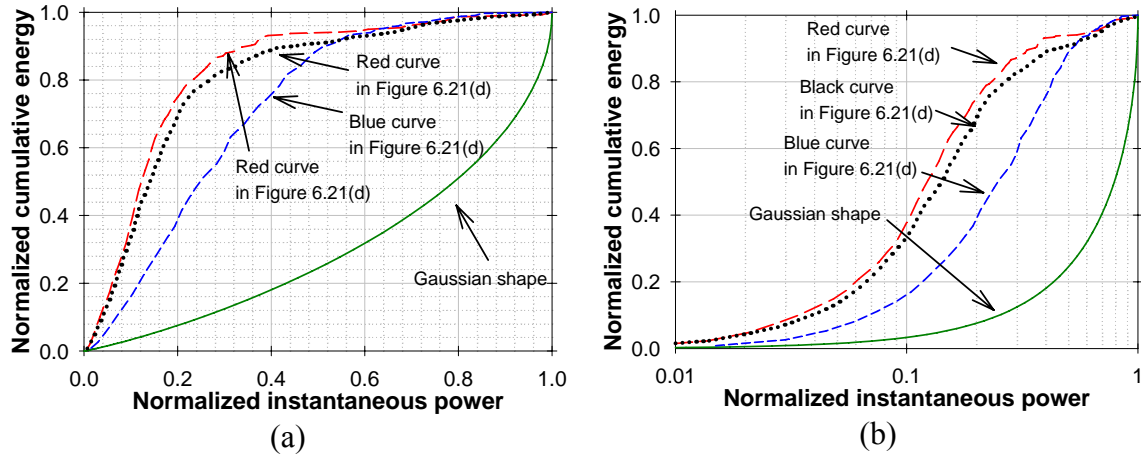 1.0
0.8
0.6
0.4
0.2
0.0
Normalized cumulative energy
Red curve
in Figure 6.21(d)
Blue curve
in Figure 6.21(d)
Red curve
in Figure 6.21(d)
Gaussian shape
0.0 0.2 0.4 0.6 0.8 1.0
Normalized instantaneous power
(a)
1.0
0.8
0.6
0.4
0.2
0.0
Normalized cumulative energy
Red curve
in Figure 6.21(d)
Black curve
in Figure 6.21(d)
Blue curve
in Figure 6.21(d)
Gaussian shape
0.01 0.1 1
Normalized instantaneous power
(b)